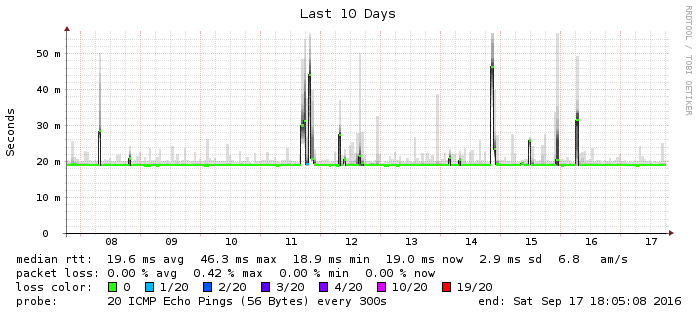 Last 10 Days
RRDTOOL / TOBI OETIKER
Seconds
50 m
40 m
30 m
20 m
10 m
0
08 09 10 11 12 13 14 15 16 17
median rtt: 19.6 ms avg 46.3 ms max 18.9 ms min 19.0 ms now 2.9 ms sd 6.8 am/s
packet loss: 0.00 % avg 0.42 % max 0.00 % min 0.00 % now
loss color: 0 1/20 2/20 3/20 4/20 10/20 19/20
probe: 20 ICMP Echo Pings (56 Bytes) every 300s end: Sat Sep 17 18:05:08 2016